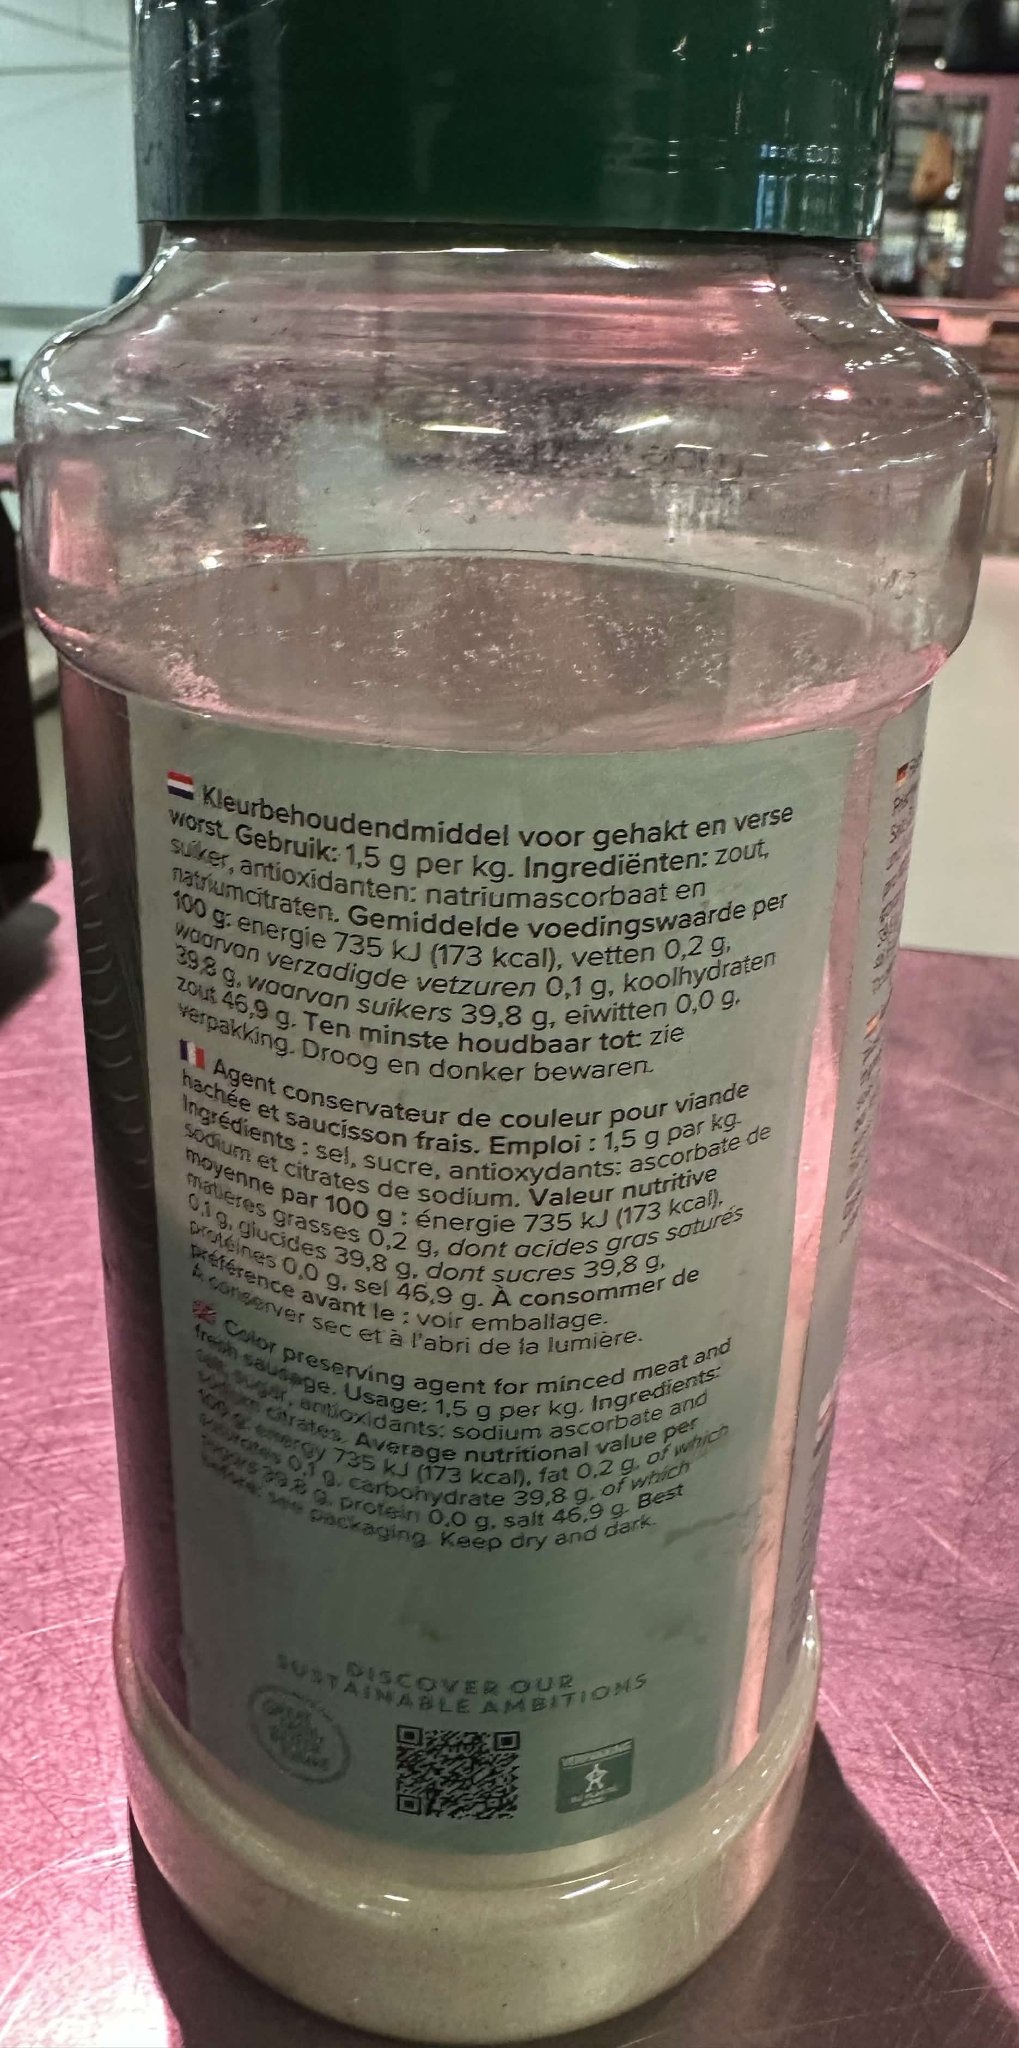 Kleurbehoudendmiddel voor gehakt en verse
worst. Gebruik: 1,5 g per kg. Ingrediënten: zout,
suiker, antioxidanten: natriumascorbaat en
natriumcitraten. Gemiddelde voedingswaarde per
100 g: energie 735 kJ (173 kcal), vetten 0,2 g,
waarvan verzadigde vetzuren 0,1 g, koolhydraten
39,8 g, waarvan suikers 39,8 g, eiwitten 0,0 g,
zout 46,9 g. Ten minste houdbaar tot: zie
verpakking. Droog en donker bewaren.
Agent conservateur de couleur pour viande
hachée et saucisson frais. Emploi : 1,5 g par kg.
Ingrédients : sel, sucre, antioxydants: ascorbate de
sodium et citrates de sodium. Valeur nutritive
moyenne par 100 g : énergie 735 kJ (173 kcal),
matières grasses 0,2 g, dont acides gras saturés
0,1 g, glucides 39,8 g, dont sucres 39,8 g,
protéines 0,0 g, sel 46,9 g. À consommer de
préférence avant le : voir emballage.
À conserver sec et à l'abri de la lumière.
Color preserving agent for minced meat and
fresh sausage. Usage: 1,5 g per kg. Ingredients:
salt, sugar, antioxidants: sodium ascorbate and
sodium citrates. Average nutritional value per
100 g: energy 735 kJ (173 kcal), fat 0,2 g, of which
saturates 0,1 g, carbohydrate 39,8 g, of which
sugars 39,8 g, protein 0,0 g, salt 46,9 g. Best
before: see packaging. Keep dry and dark.
DISCOVER OUR
SUSTAINABLE AMBITIONS